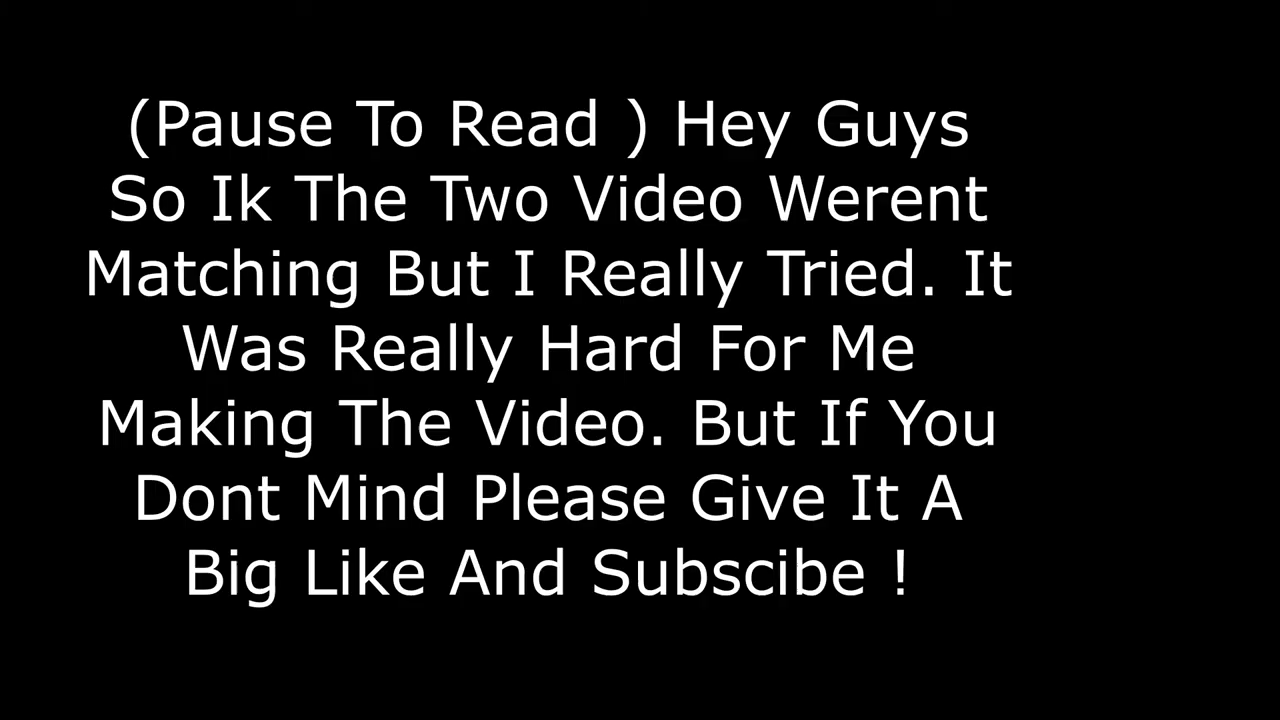 (Pause To Read ) Hey Guys
So Ik The Two Video Werent
Matching But I Really Tried. It
Was Really Hard For Me
Making The Video. But If You
Dont Mind Please Give It A
Big Like And Subscibe !